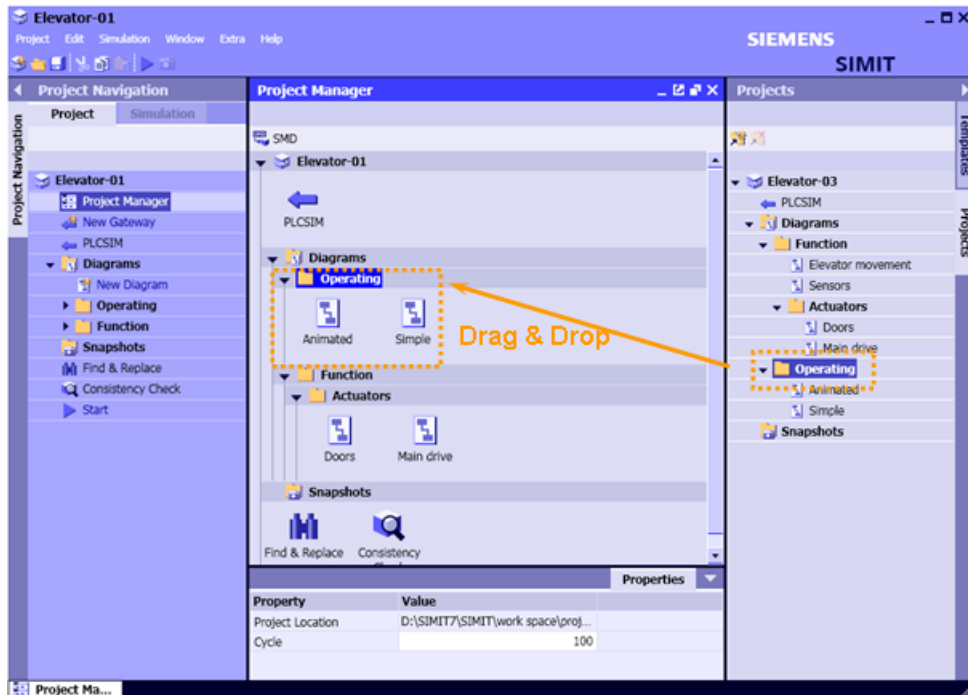 Elevator-01
Project Edit Simulation Window Extra Help
SIEMENS
SIMIT
Project Navigation
Project Simulation
Project Navigation
Elevator-01
Project Manager
New Gateway
PLCSIM
Diagrams
New Diagram
Operating
Function
Snapshots
Find & Replace
Consistency Check
Start
Project Manager
SMD
Elevator-01
PLCSIM
Diagrams
Operating
Animated Simple
Drag & Drop
Function
Actuators
Doors Main drive
Snapshots
Find & Replace Consistency
Properties
Property Value
Project Location D:\SIMIT7\SIMIT\work space\proj...
Cycle 100
Projects
Elevator-03
PLCSIM
Diagrams
Function
Elevator movement
Sensors
Actuators
Doors
Main drive
Operating
Animated
Simple
Snapshots
Templates
Projects
Project Ma...